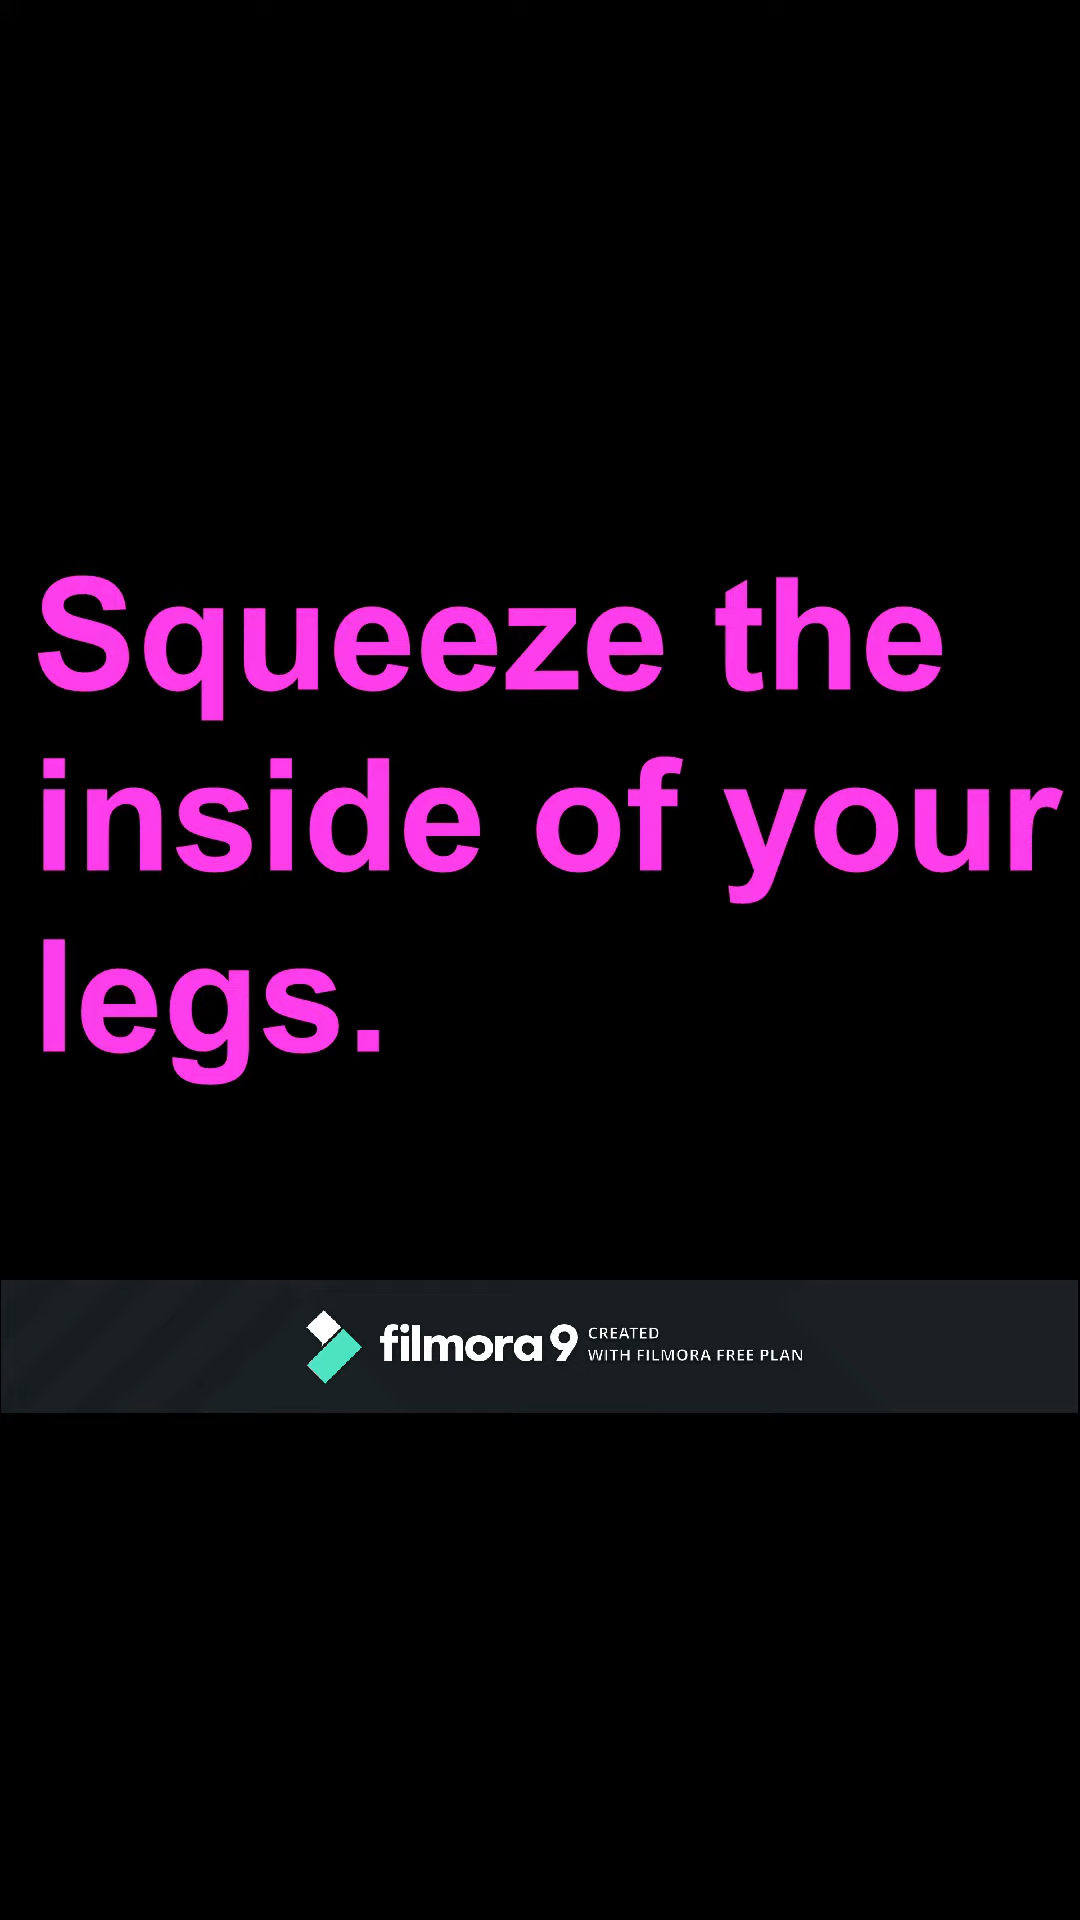 Squeeze the
inside of your
legs.
filmora 9 CREATED
WITH FILMORA FREE PLAN